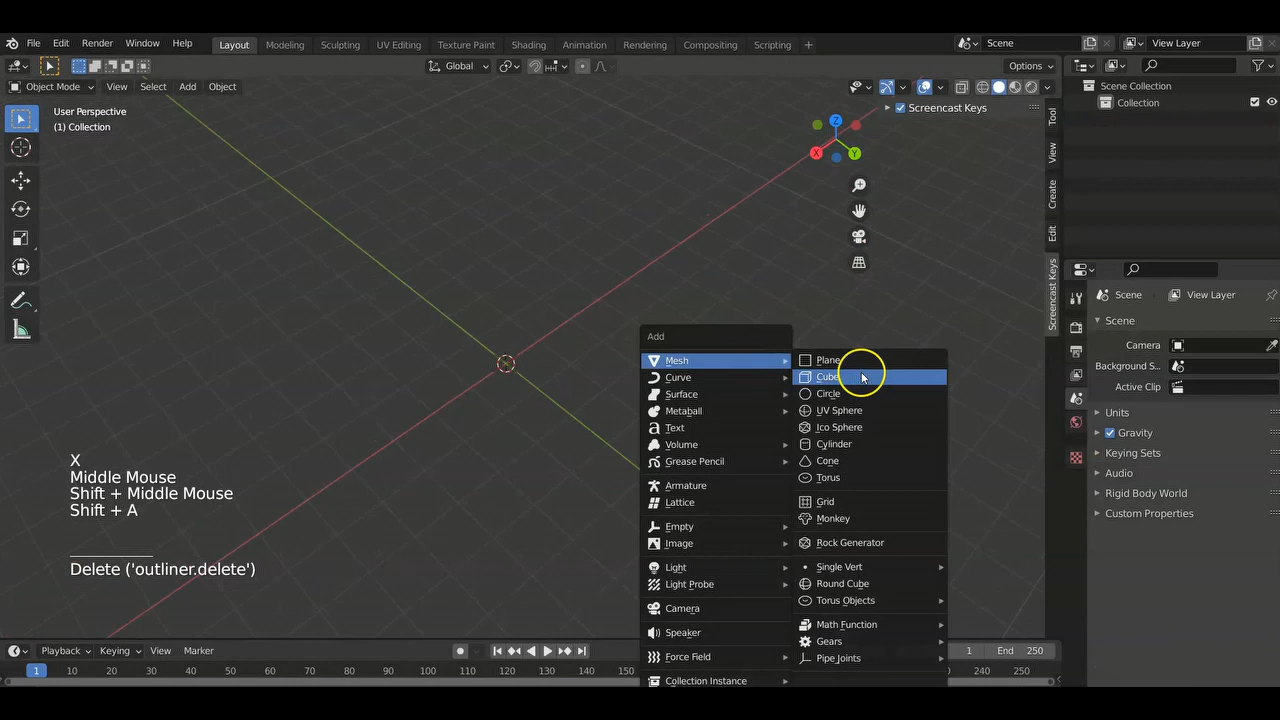 File Edit Render Window Help Layout Modeling Sculpting UV Editing Texture Paint Shading Animation Rendering Compositing Scripting + Scene View Layer
Global Options
Object Mode View Select Add Object
User Perspective
(1) Collection
Screencast Keys
Z
X Y
Tool
View
Create
Edit
Screencast Keys
Scene Collection
Collection
Scene View Layer
Scene
Camera
Background S...
Active Clip
Units
Gravity
Keying Sets
Audio
Rigid Body World
Custom Properties
Add
Mesh
Curve
Surface
Metaball
Text
Volume
Grease Pencil
Armature
Lattice
Empty
Image
Light
Light Probe
Camera
Speaker
Force Field
Collection Instance
Plane
Cube
Circle
UV Sphere
Ico Sphere
Cylinder
Cone
Torus
Grid
Monkey
Rock Generator
Single Vert
Round Cube
Torus Objects
Math Function
Gears
Pipe Joints
X
Middle Mouse
Shift + Middle Mouse
Shift + A
Delete ('outliner.delete')
Playback Keying View Marker 1 End 250
1 10 20 30 40 50 60 70 80 90 100 110 120 130 140 150 240 250